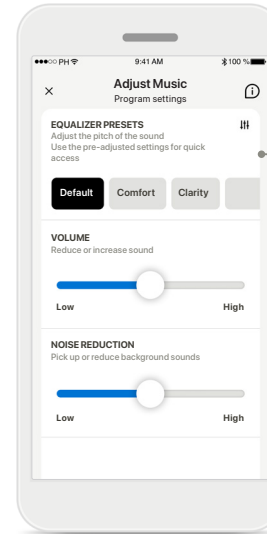 PH 9:41 AM 100 %
Adjust Music
Program settings
EQUALIZER PRESETS
Adjust the pitch of the sound
Use the pre-adjusted settings for quick
access
Default Comfort Clarity
VOLUME
Reduce or increase sound
Low High
NOISE REDUCTION
Pick up or reduce background sounds
Low High